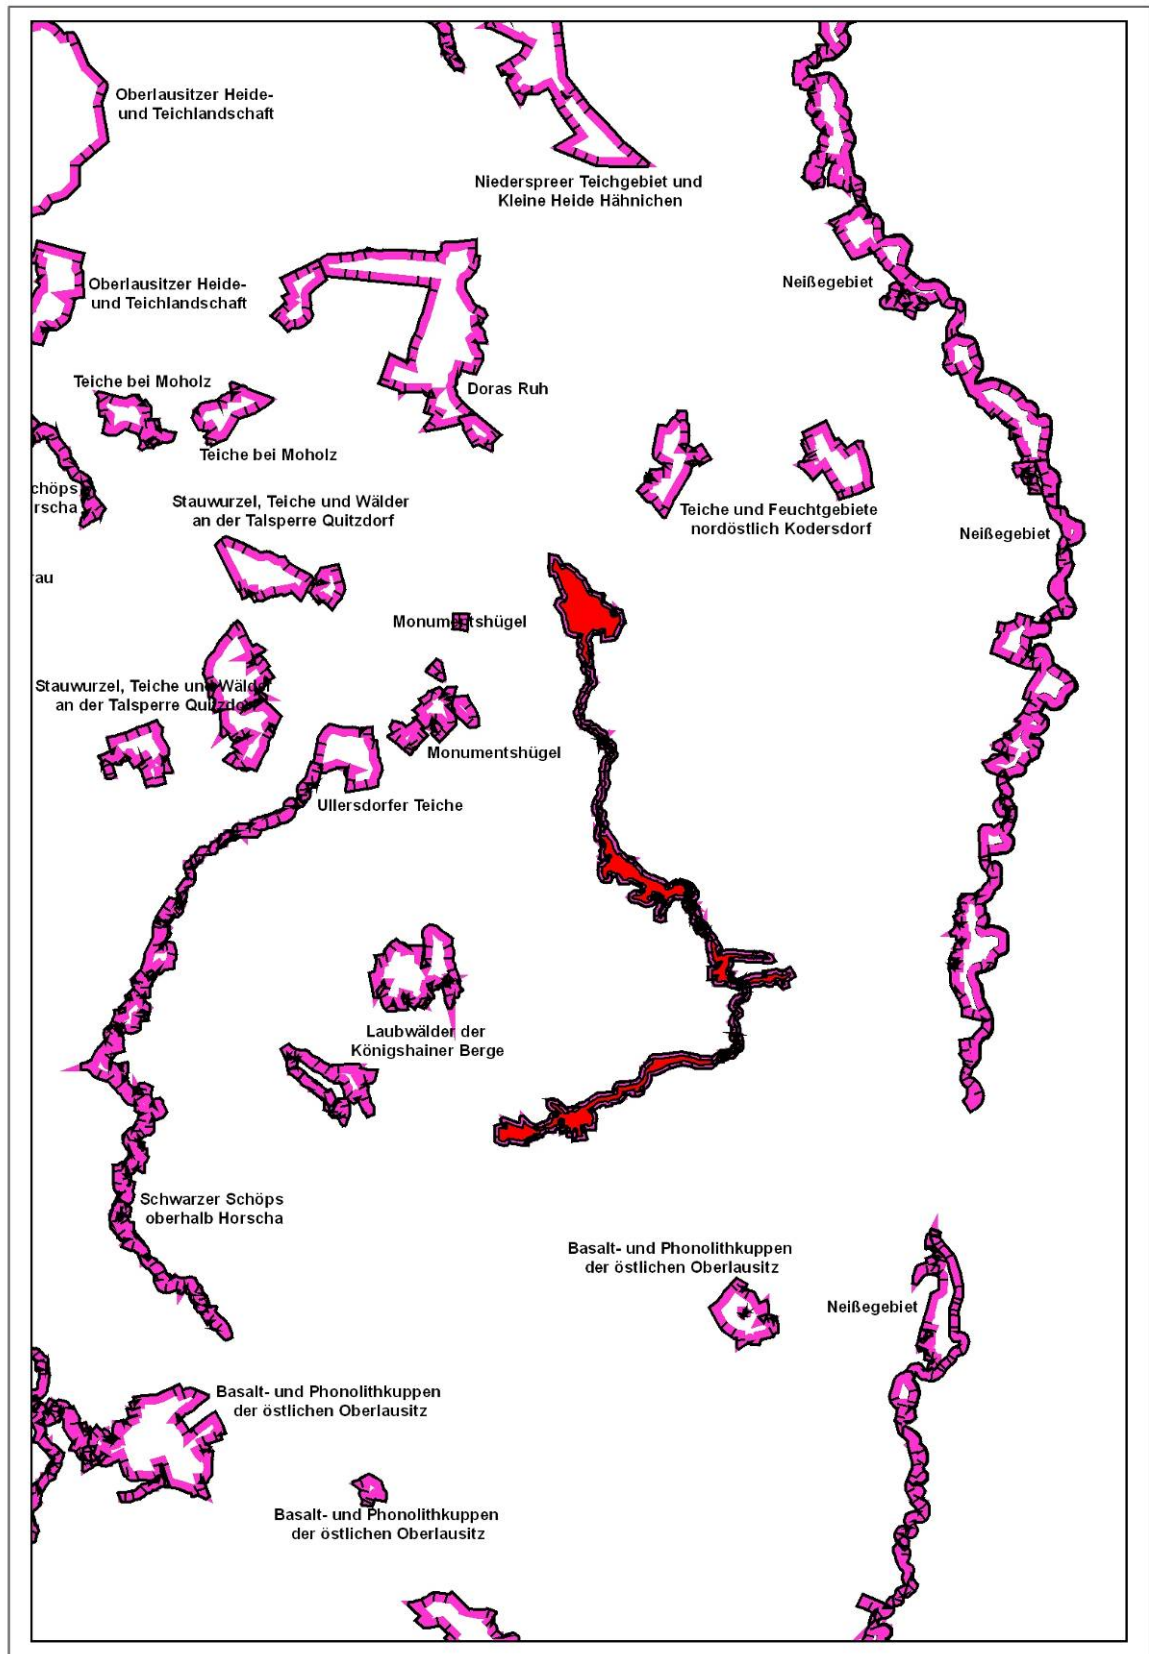 Oberlausitzer Heide-
und Teichlandschaft
Niederspreer Teichgebiet und
Kleine Heide Hähnichen
Oberlausitzer Heide-
und Teichlandschaft
Neißegebiet
Teiche bei Moholz
Doras Ruh
Teiche bei Moholz
chöps
rscha
Stauwurzel, Teiche und Wälder
an der Talsperre Quitzdorf
Teiche und Feuchtgebiete
nordöstlich Kodersdorf
Neißegebiet
rau
Monumentshügel
Stauwurzel, Teiche und Wälder
an der Talsperre Quitzdorf
Monumentshügel
Ullersdorfer Teiche
Laubwälder der
Königshainer Berge
Schwarzer Schöps
oberhalb Horscha
Basalt- und Phonolithkuppen
der östlichen Oberlausitz
Neißegebiet
Basalt- und Phonolithkuppen
der östlichen Oberlausitz
Basalt- und Phonolithkuppen
der östlichen Oberlausitz